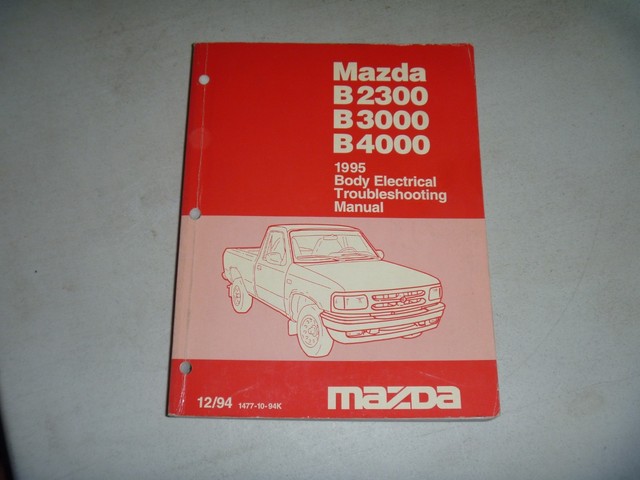 Mazda
B2300
B3000
B4000
1995
Body Electrical
Troubleshooting
Manual
12/94 1477-10-94K
mazda